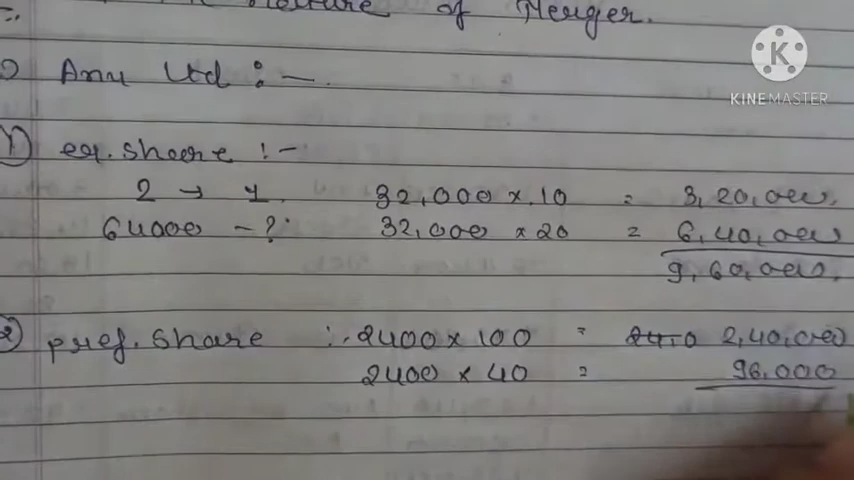 of Merger.
Anu Ltd :-
K
KINEMASTER
1) eq. share :-
2 → 1. 32,000 x 10 = 3,20,000
64000 - ? 32,000 x 20 = 6,40,000
9,60,000.
2) pref. share :. 2400 x 100 = 24,0 2,40,000
2400 x 40 = 96,000